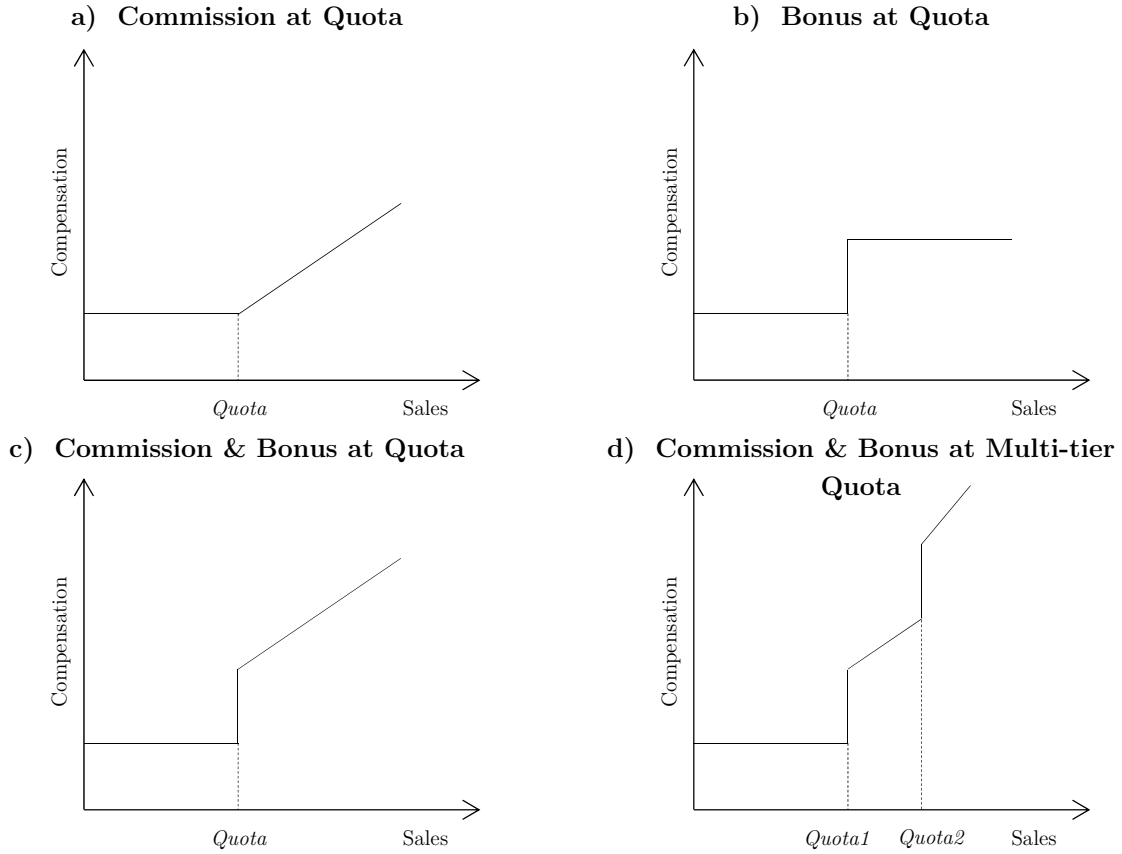 a) Commission at Quota
Compensation
Quota
Sales
b) Bonus at Quota
Compensation
Quota
Sales
c) Commission & Bonus at Quota
Compensation
Quota
Sales
d) Commission & Bonus at Multi-tier
Quota
Compensation
Quota1
Quota2
Sales